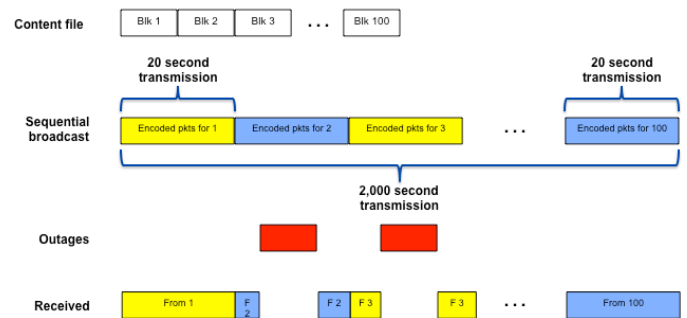 Content file
Blk 1 Blk 2 Blk 3 ... Blk 100
20 second
transmission
20 second
transmission
Sequential
broadcast
Encoded pkts for 1 Encoded pkts for 2 Encoded pkts for 3 ... Encoded pkts for 100
2,000 second
transmission
Outages
Received
From 1 F
2 F 2 F 3 F 3 ... From 100